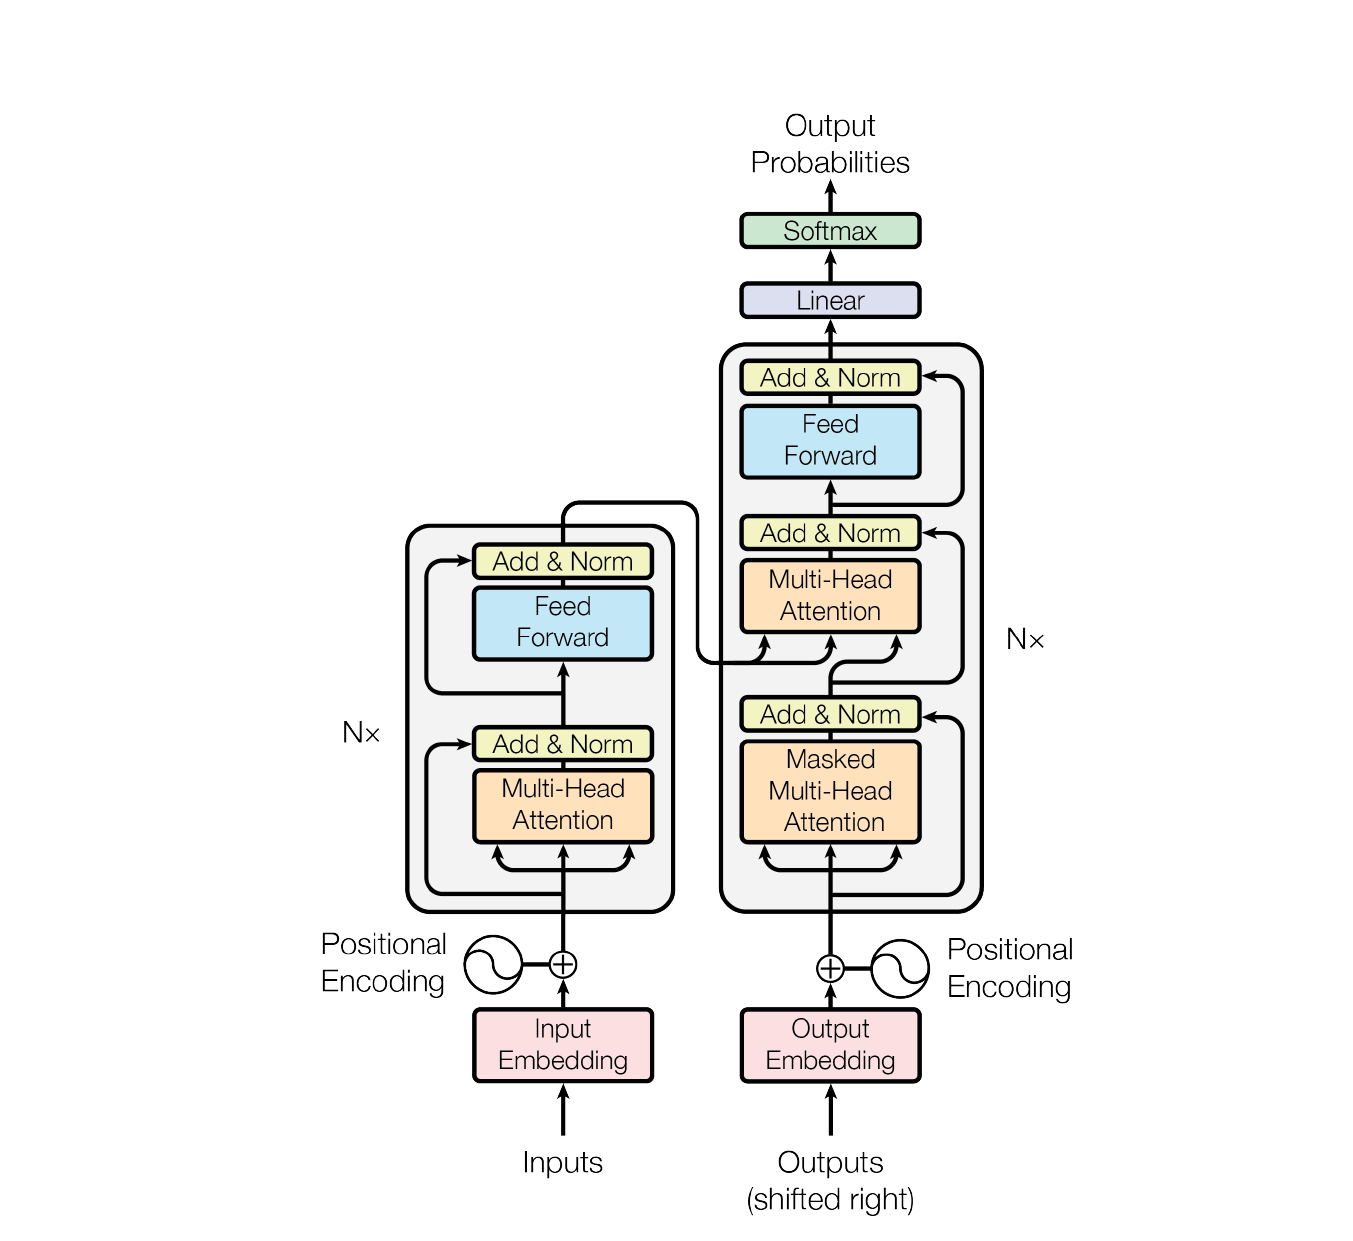 Output
Probabilities
Softmax
Linear
Add & Norm
Feed
Forward
Add & Norm
Multi-Head
Attention
Nx
Add & Norm
Masked
Multi-Head
Attention
Add & Norm
Feed
Forward
Nx
Add & Norm
Multi-Head
Attention
Positional
Encoding
Positional
Encoding
Input
Embedding
Output
Embedding
Inputs
Outputs
(shifted right)